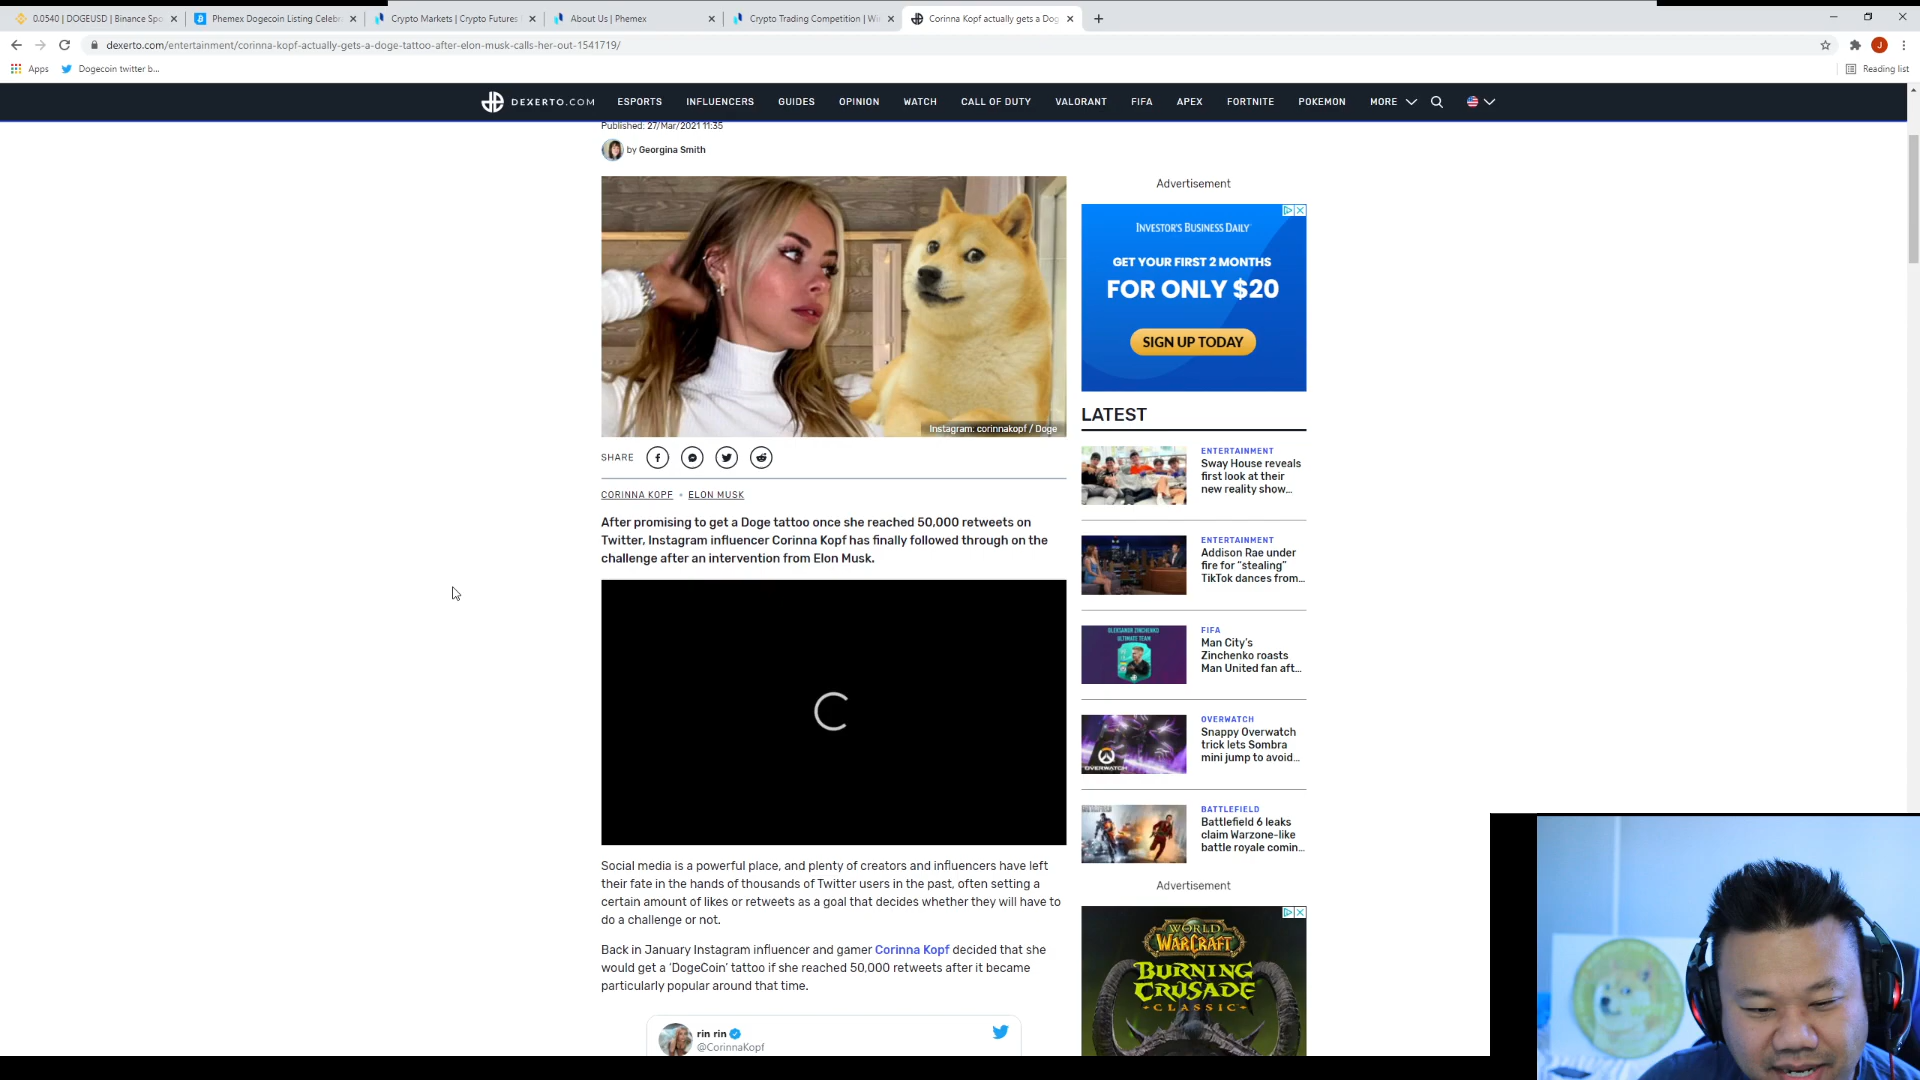 0.0540 | DOGEUSD | Binance Spo
Phemex Dogecoin Listing Celebr
Crypto Markets | Crypto Futures
About Us | Phemex
Crypto Trading Competition | Wi
Corinna Kopf actually gets a Dog
dexerto.com/entertainment/corinna-kopf-actually-gets-a-doge-tattoo-after-elon-musk-calls-her-out-1541719/
J
Apps
Dogecoin twitter b...
Reading list
DEXERTO.COM
ESPORTS
INFLUENCERS
GUIDES
OPINION
WATCH
CALL OF DUTY
VALORANT
FIFA
APEX
FORTNITE
POKEMON
MORE
Published: 27/Mar/2021 11:35
by Georgina Smith
Instagram: corinnakopf / Doge
SHARE
CORINNA KOPF • ELON MUSK
After promising to get a Doge tattoo once she reached 50,000 retweets on
Twitter, Instagram influencer Corinna Kopf has finally followed through on the
challenge after an intervention from Elon Musk.
Social media is a powerful place, and plenty of creators and influencers have left
their fate in the hands of thousands of Twitter users in the past, often setting a
certain amount of likes or retweets as a goal that decides whether they will have to
do a challenge or not.
Back in January Instagram influencer and gamer Corinna Kopf decided that she
would get a ‘DogeCoin’ tattoo if she reached 50,000 retweets after it became
particularly popular around that time.
rin rin
@CorinnaKopf
Advertisement
INVESTOR'S BUSINESS DAILY
GET YOUR FIRST 2 MONTHS
FOR ONLY $20
SIGN UP TODAY
LATEST
ENTERTAINMENT
Sway House reveals
first look at their
new reality show...
ENTERTAINMENT
Addison Rae under
fire for “stealing”
TikTok dances from...
OLEKSANDR ZINCHENKO
ULTIMATE TEAM
FIFA
Man City’s
Zinchenko roasts
Man United fan aft...
OVERWATCH
OVERWATCH
Snappy Overwatch
trick lets Sombra
mini jump to avoid...
BATTLEFIELD
Battlefield 6 leaks
claim Warzone-like
battle royale comin...
Advertisement
WORLD
OF
WARCRAFT
BURNING
CRUSADE
CLASSIC